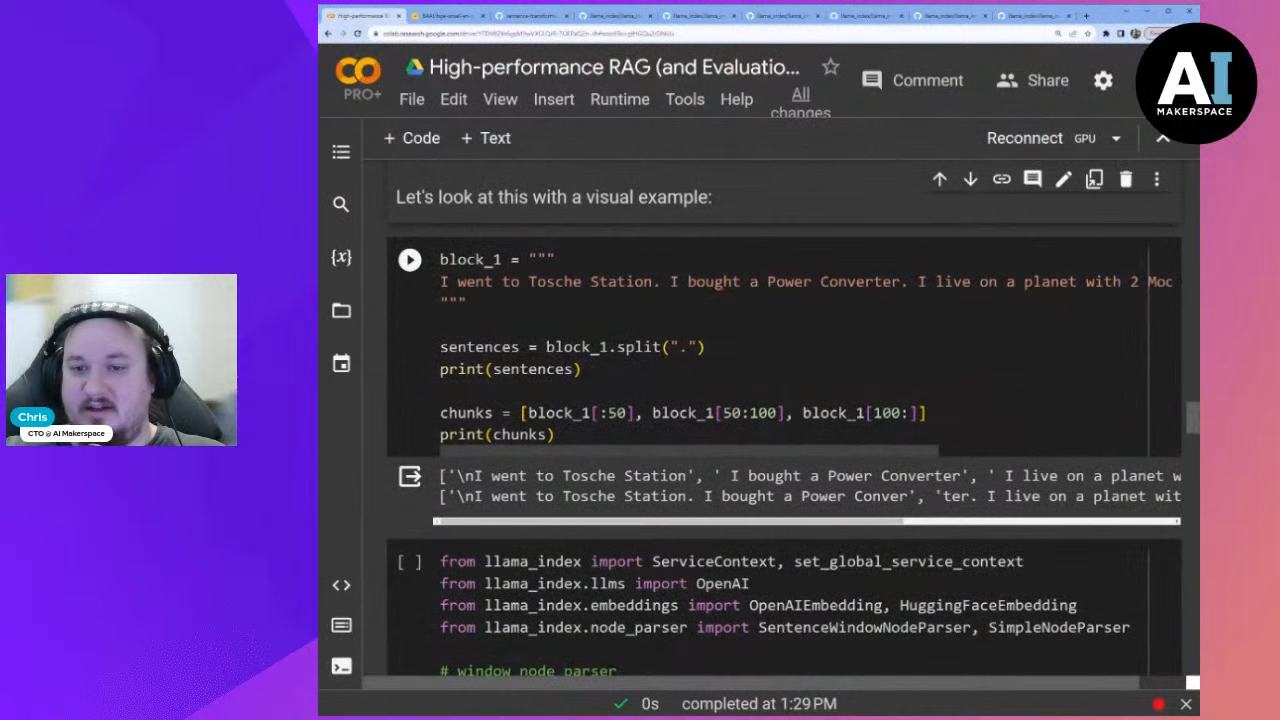 High-performance RAG
CO
PRO+
High-performance RAG (and Evaluatio...
Comment
Share
AI
MAKERSPACE
File Edit View Insert Runtime Tools Help All changes
+ Code + Text
Reconnect GPU
Let's look at this with a visual example:
block_1 = """
I went to Tosche Station. I bought a Power Converter. I live on a planet with 2 Moc
"""
sentences = block_1.split(".")
print(sentences)
chunks = [block_1[:50], block_1[50:100], block_1[100:]]
print(chunks)
['\nI went to Tosche Station', ' I bought a Power Converter', ' I live on a planet w
['\nI went to Tosche Station. I bought a Power Conver', 'ter. I live on a planet wit
[ ] from llama_index import ServiceContext, set_global_service_context
from llama_index.llms import OpenAI
from llama_index.embeddings import OpenAIEmbedding, HuggingFaceEmbedding
from llama_index.node_parser import SentenceWindowNodeParser, SimpleNodeParser
# window node parser
{x}
<>
Chris
CTO @ AI Makerspace
0s completed at 1:29 PM